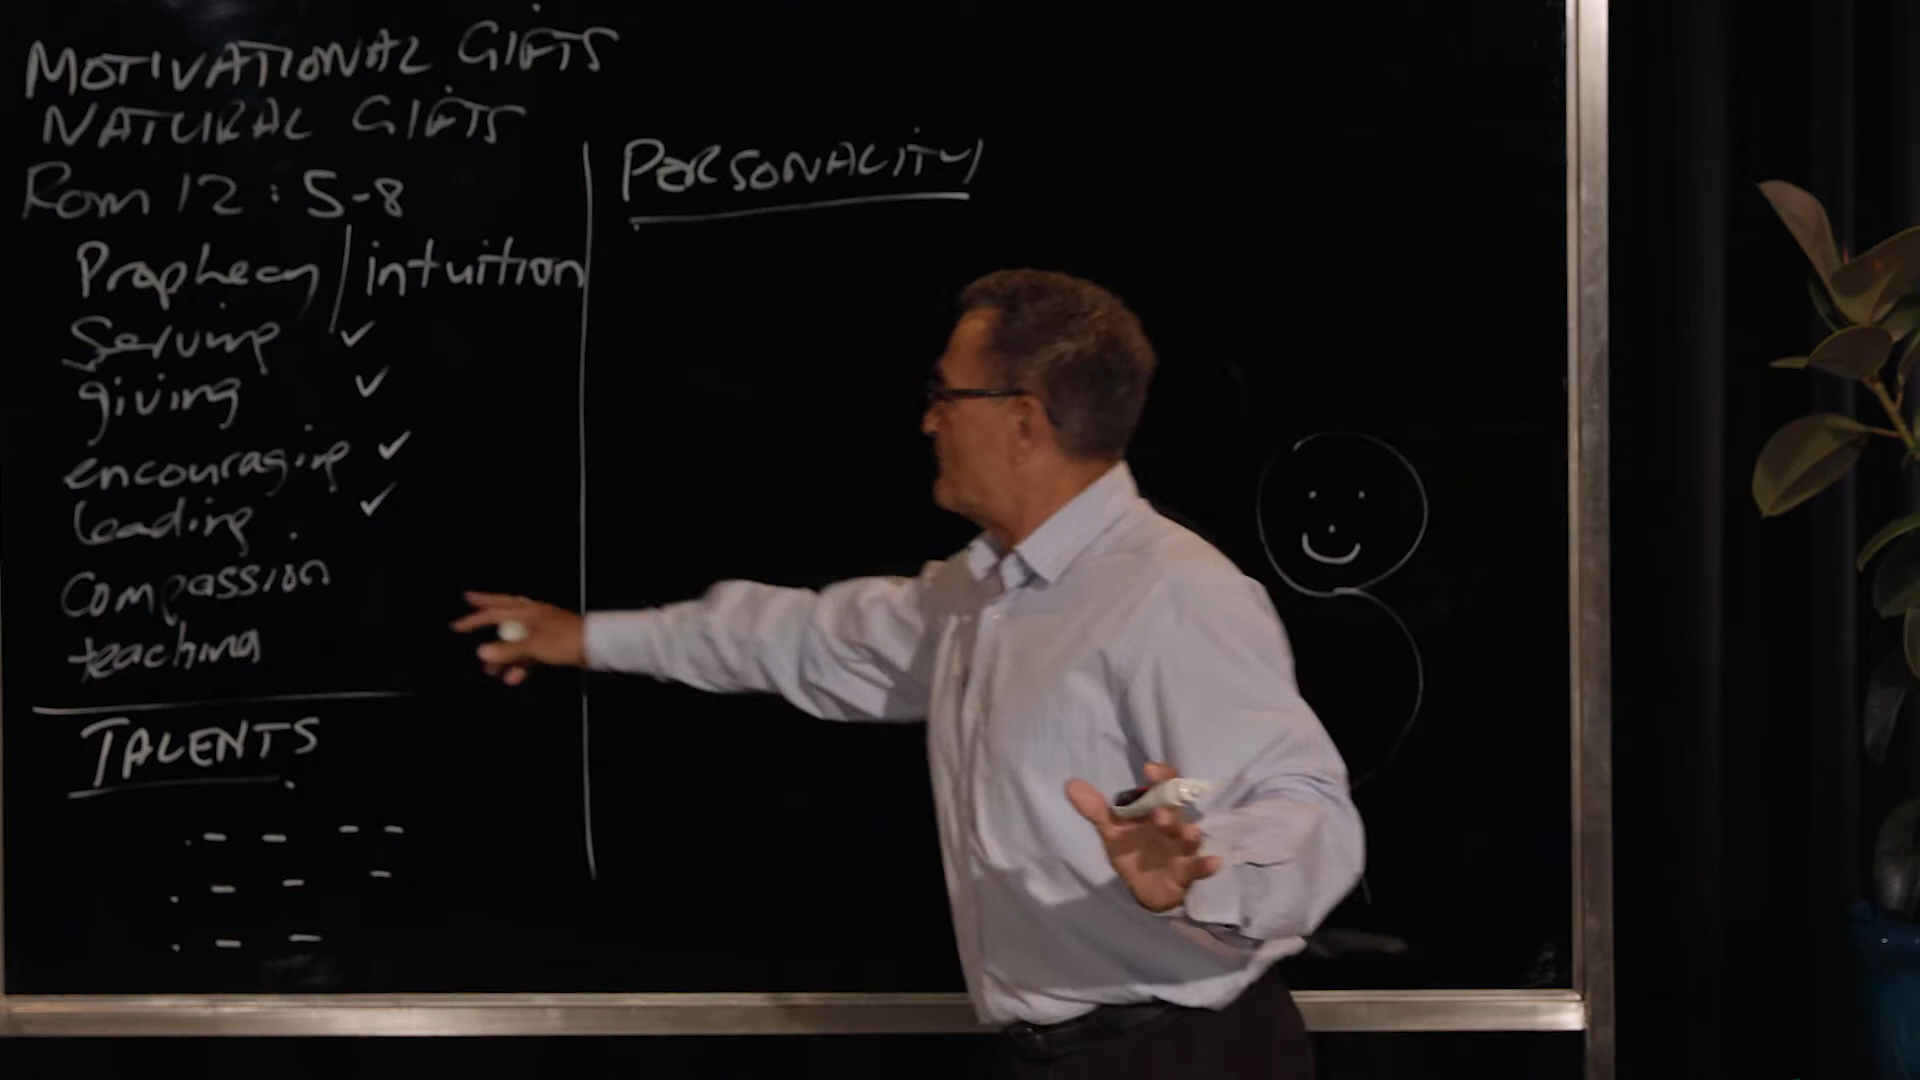 MOTIVATIONAL GIFTS
NATURAL GIFTS
Rom 12:5-8
Prophecy/intuition
Serving ✓
giving ✓
encouraging ✓
leading ✓
Compassion
teaching
TALENTS
PERSONALITY